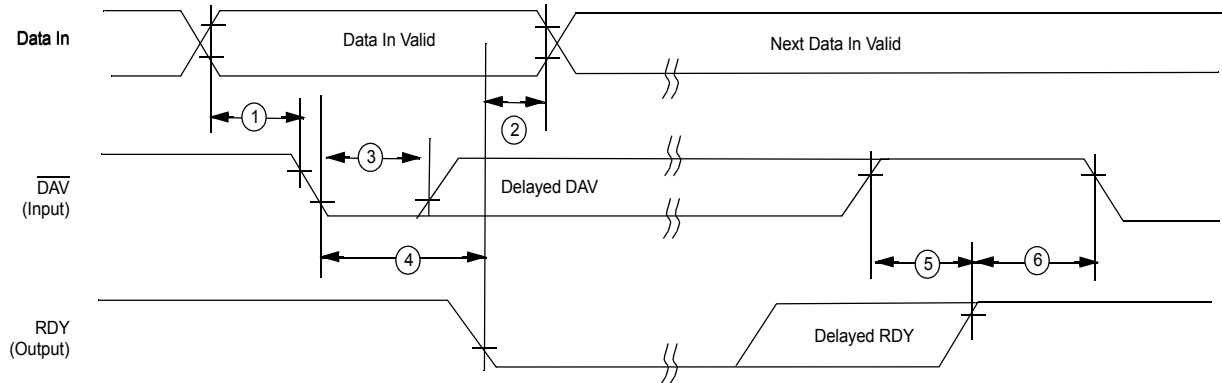 Data In
Data In Valid
Next Data In Valid
1
2
3
DAV
(Input)
Delayed DAV
4
5
6
RDY
(Output)
Delayed RDY